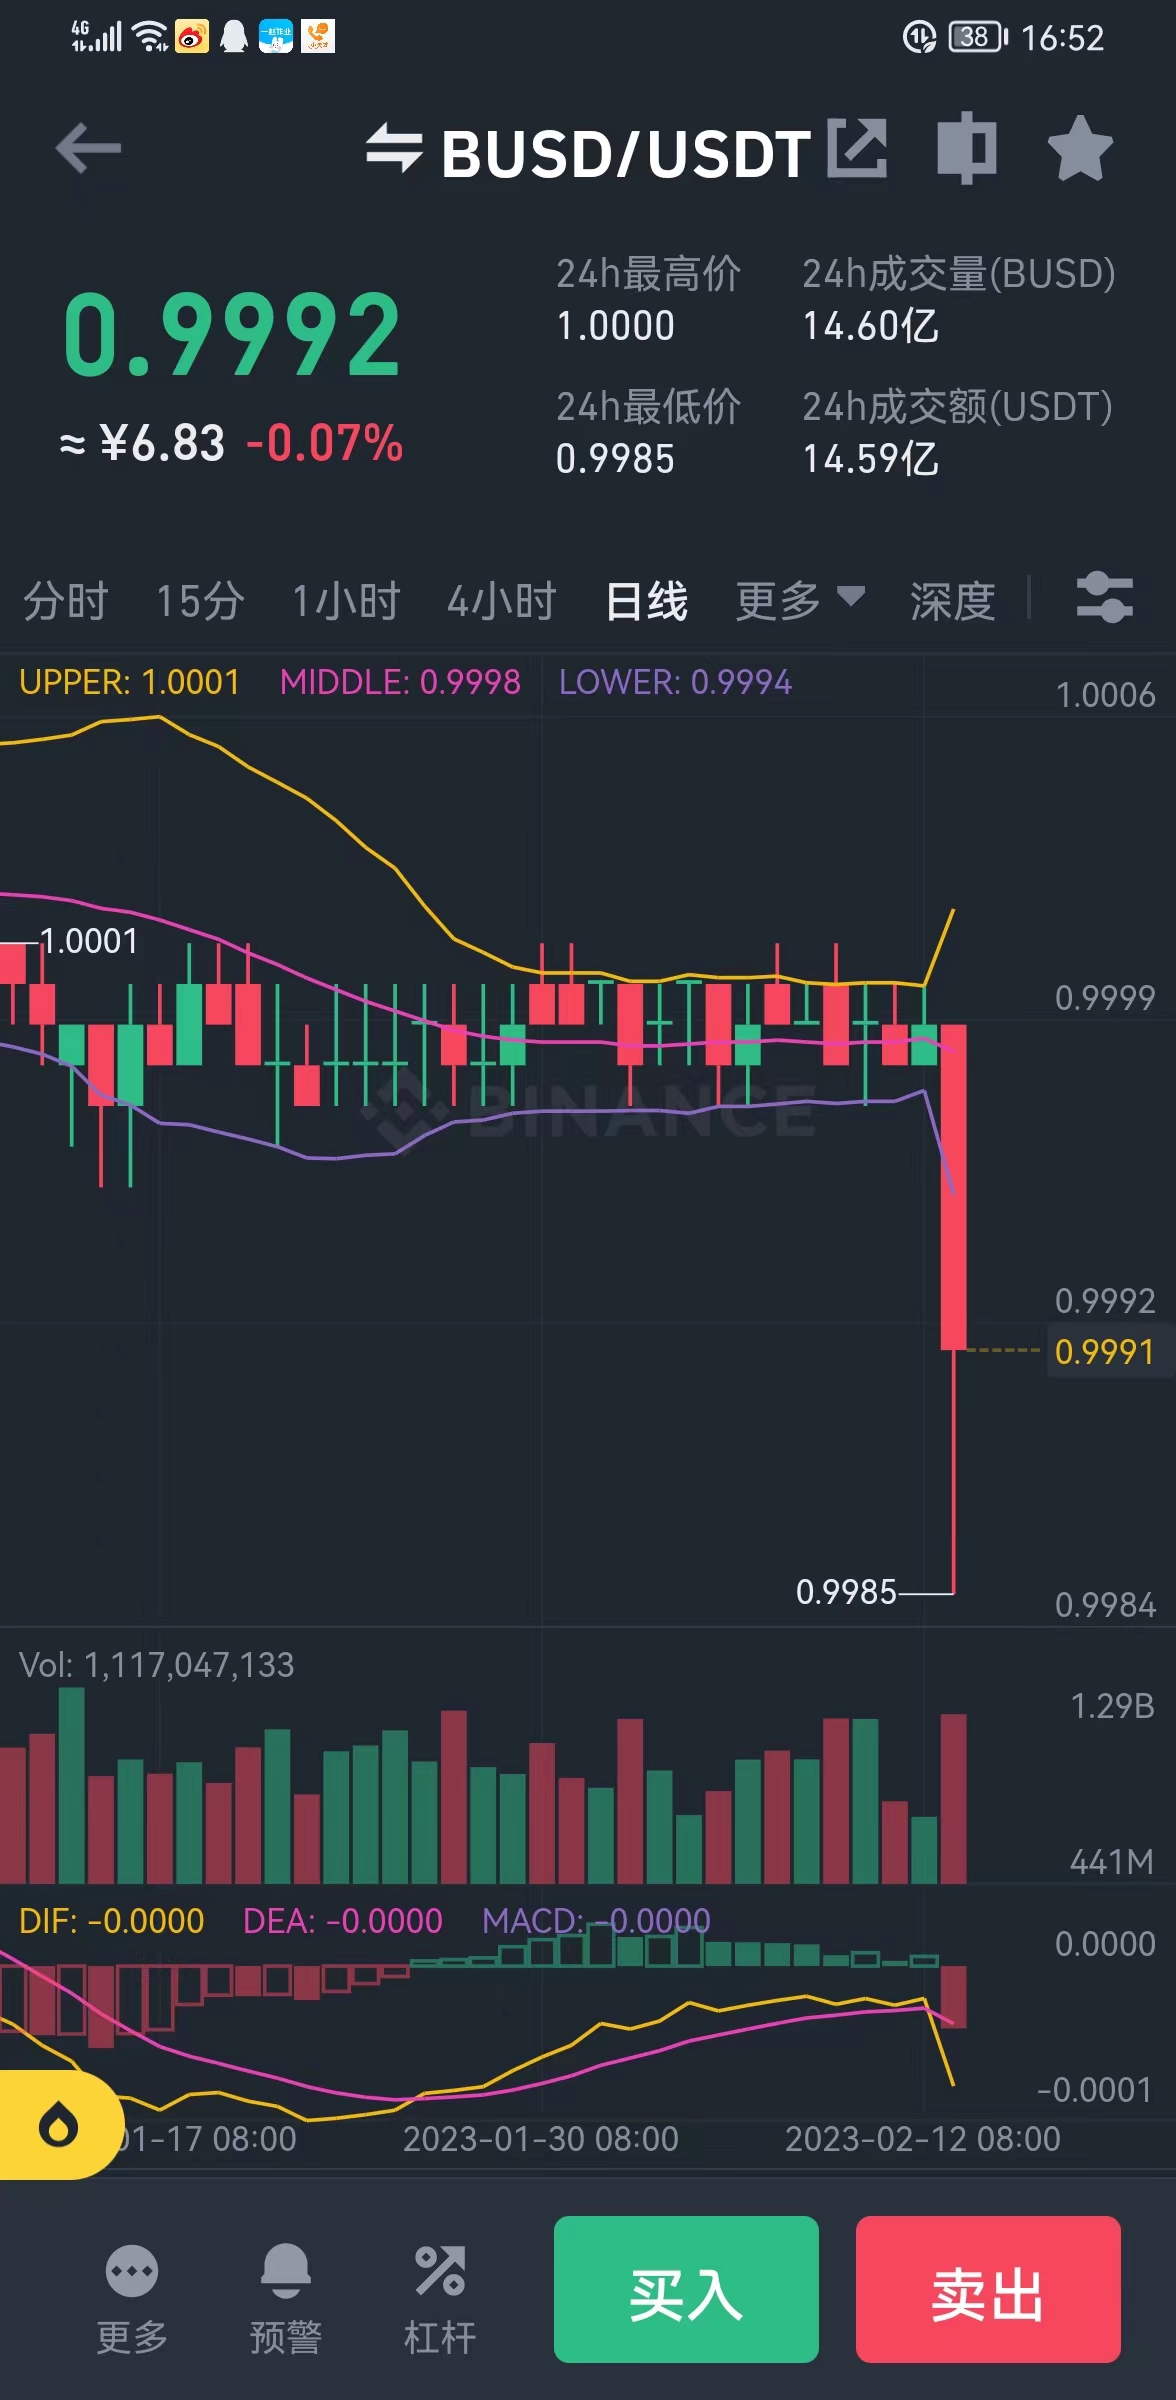 4G 38 16:52
BUSD/USDT
0.9992
≈ ¥6.83 -0.07%
24h最高价
1.0000
24h成交量(BUSD)
14.60亿
24h最低价
0.9985
24h成交额(USDT)
14.59亿
分时 15分 1小时 4小时 日线 更多 深度
UPPER: 1.0001 MIDDLE: 0.9998 LOWER: 0.9994
1.0006
1.0001
0.9999
BINANCE
0.9992
0.9991
0.9985
0.9984
Vol: 1,117,047,133
1.29B
441M
DIF: -0.0000 DEA: -0.0000 MACD: -0.0000
0.0000
-0.0001
01-17 08:00 2023-01-30 08:00 2023-02-12 08:00
更多 预警 杠杆 买入 卖出